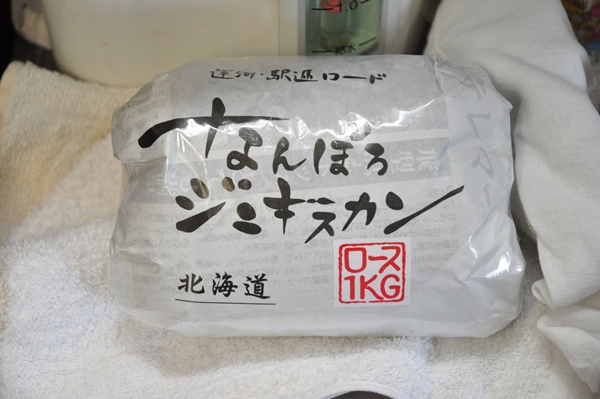 運河・駅逓ロード
なんぽろ
ジンギスカン
北海道
ロース
1KG